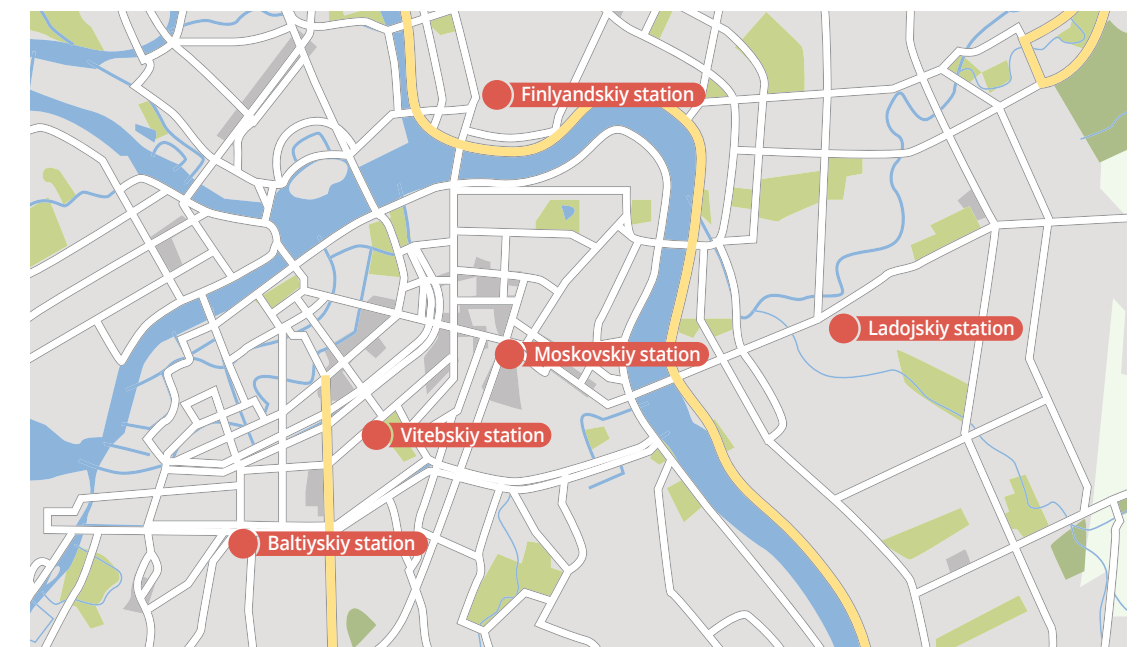 Finlyandskiy station
Ladojskiy station
Moskovskiy station
Vitebskiy station
Baltiyskiy station